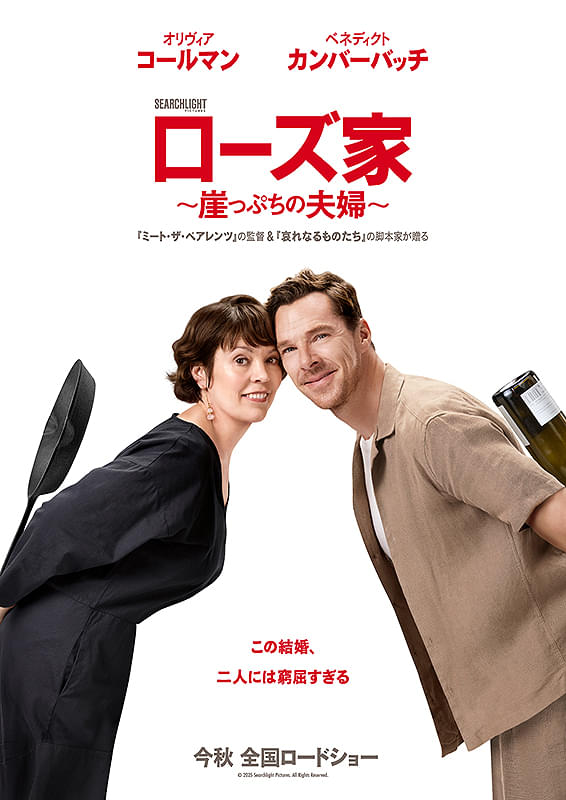 オリヴィア
コールマン
ベネディクト
カンバーバッチ
SEARCHLIGHT
PICTURES
ローズ家
～崖っぷちの夫婦～
『ミート・ザ・ペアレンツ』の監督 & 『哀れなるものたち』の脚本家が贈る
この結婚、
二人には窮屈すぎる
今秋 全国ロードショー
© 2025 Searchlight Pictures. All Rights Reserved.